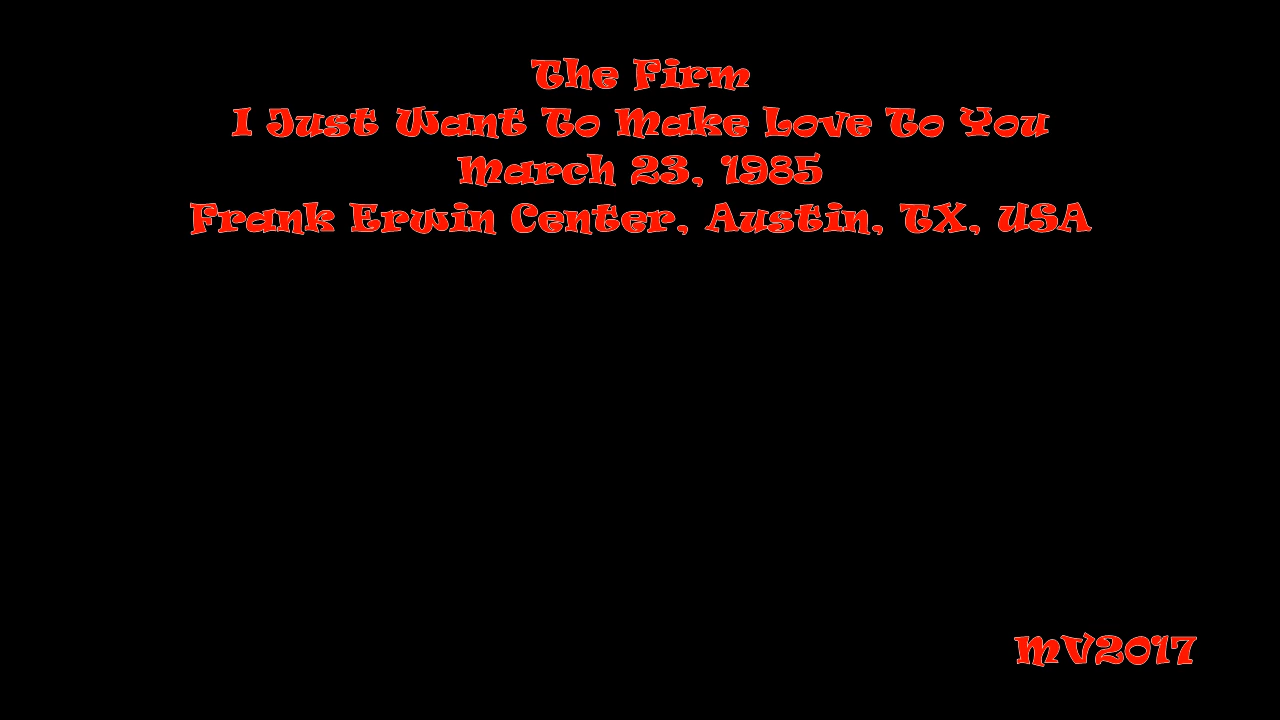 The Firm
I Just Want To Make Love To You
March 23, 1985
Frank Erwin Center, Austin, TX, USA
MV2017